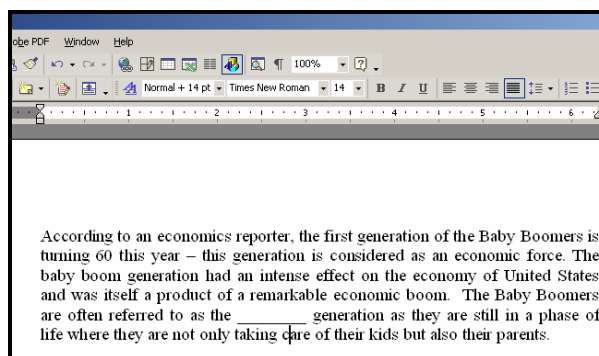 obe PDF Window Help
100%
Normal + 14 pt Times New Roman 14 B I U
1 2 3 4 5 6
According to an economics reporter, the first generation of the Baby Boomers is
turning 60 this year – this generation is considered as an economic force. The
baby boom generation had an intense effect on the economy of United States
and was itself a product of a remarkable economic boom. The Baby Boomers
are often referred to as the ________ generation as they are still in a phase of
life where they are not only taking care of their kids but also their parents.